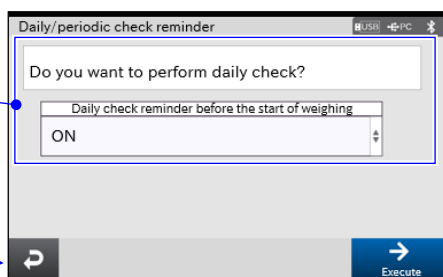 Daily/periodic check reminder
USB PC
Do you want to perform daily check?
Daily check reminder before the start of weighing
ON
Execute